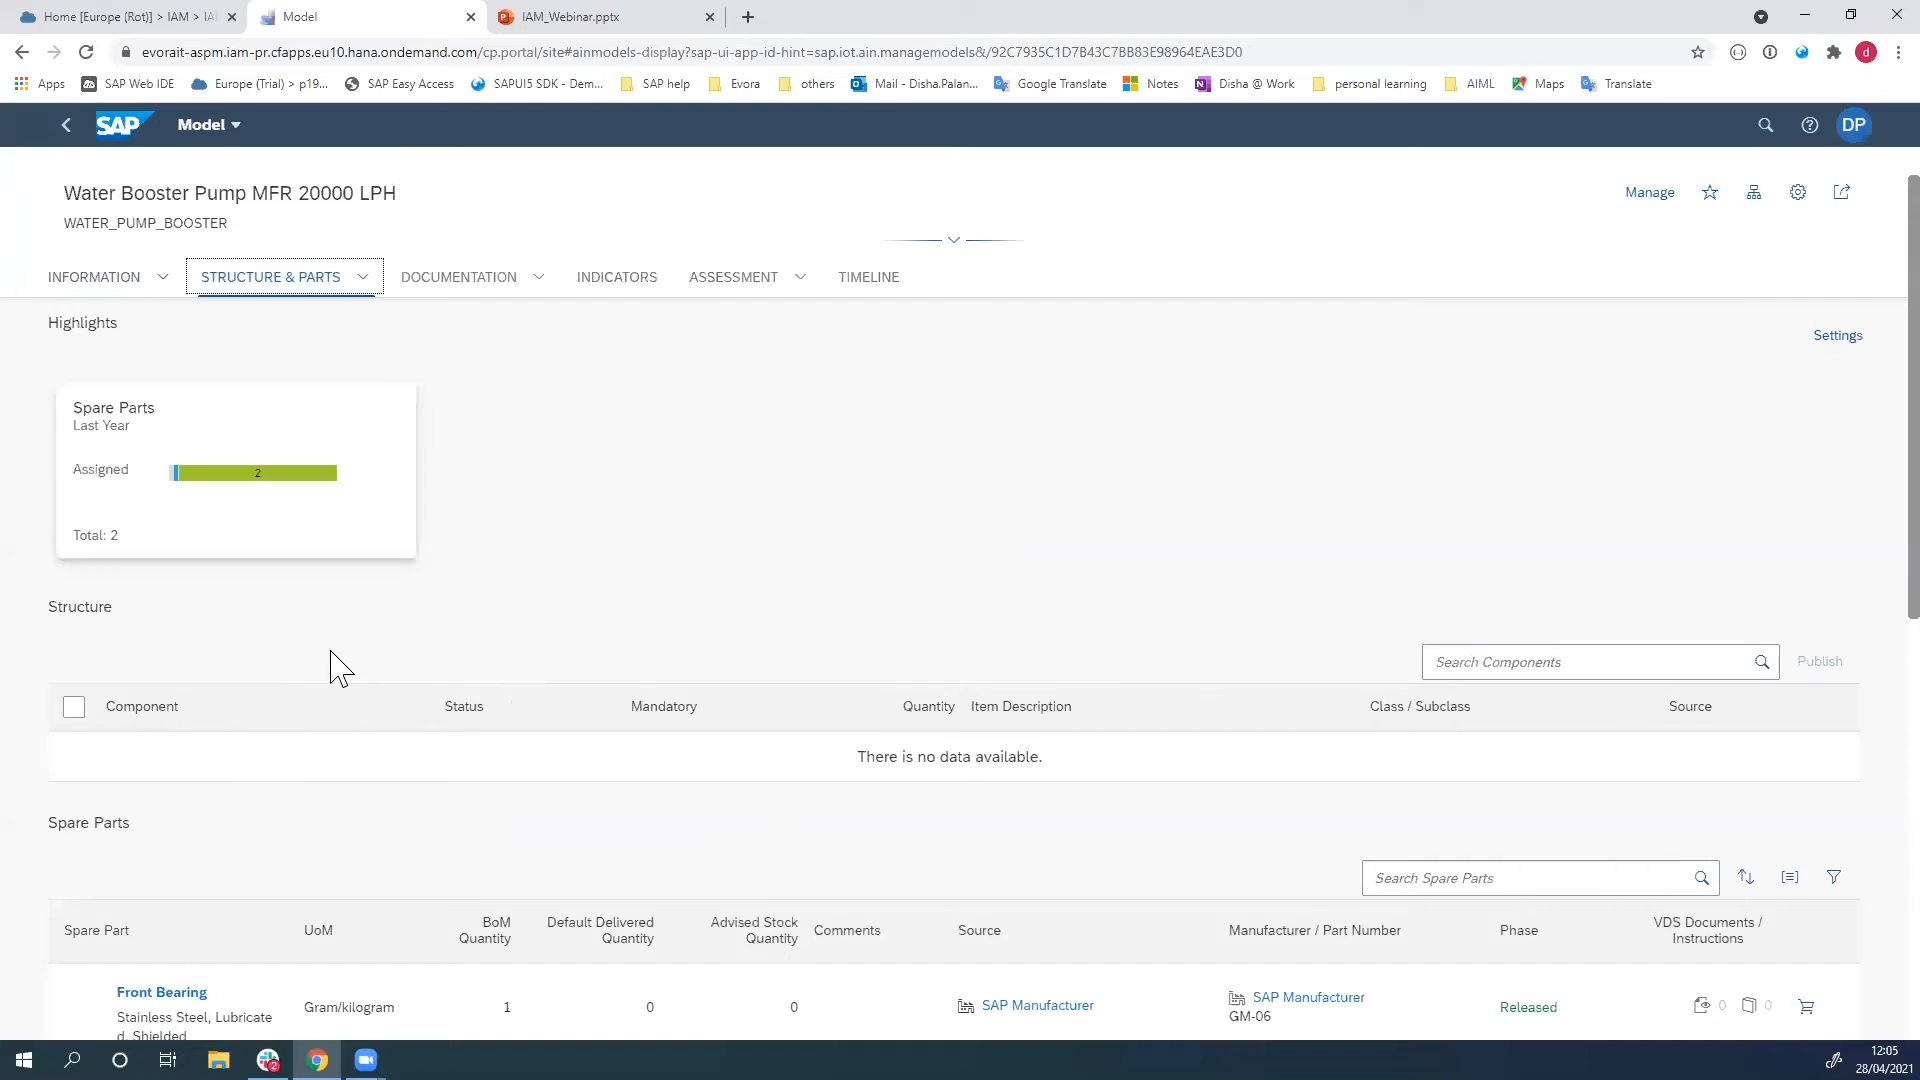 Home [Europe (Rot)] > IAM > IA
Model
IAM_Webinar.pptx
evorait-aspm.iam-pr.cfapps.eu10.hana.ondemand.com/cp.portal/site#ainmodels-display?sap-ui-app-id-hint=sap.iot.ain.managemodels&/92C7935C1D7B43C7BB83E98964EAE3D0
d
Apps
SAP Web IDE
Europe (Trial) > p19...
SAP Easy Access
SAPUI5 SDK - Dem...
SAP help
Evora
others
Mail - Disha.Palan...
Google Translate
Notes
Disha @ Work
personal learning
AIML
Maps
Translate
SAP
Model
DP
Water Booster Pump MFR 20000 LPH
Manage
WATER_PUMP_BOOSTER
INFORMATION
STRUCTURE & PARTS
DOCUMENTATION
INDICATORS
ASSESSMENT
TIMELINE
Highlights
Settings
Spare Parts
Last Year
Assigned
2
Total: 2
Structure
Search Components
Publish
Component
Status
Mandatory
Quantity
Item Description
Class / Subclass
Source
There is no data available.
Spare Parts
Search Spare Parts
Spare Part
UoM
BoM
Quantity
Default Delivered
Quantity
Advised Stock
Quantity
Comments
Source
Manufacturer / Part Number
Phase
VDS Documents /
Instructions
Front Bearing
Stainless Steel, Lubricate
d, Shielded
Gram/kilogram
1
0
0
SAP Manufacturer
SAP Manufacturer
GM-06
Released
0
0
2
12:05
28/04/2021